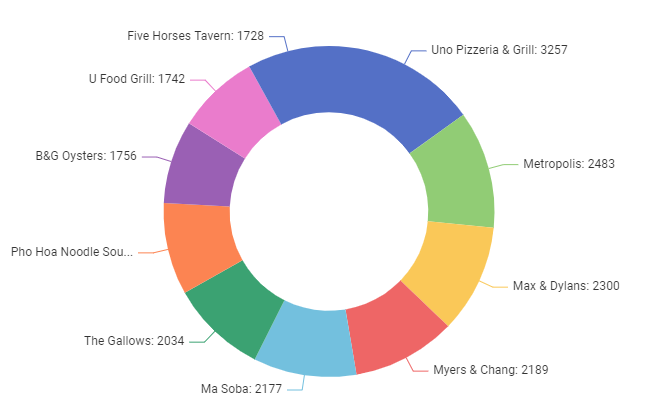 Five Horses Tavern: 1728
Uno Pizzeria & Grill: 3257
U Food Grill: 1742
B&G Oysters: 1756
Metropolis: 2483
Pho Hoa Noodle Sou...
Max & Dylans: 2300
The Gallows: 2034
Myers & Chang: 2189
Ma Soba: 2177